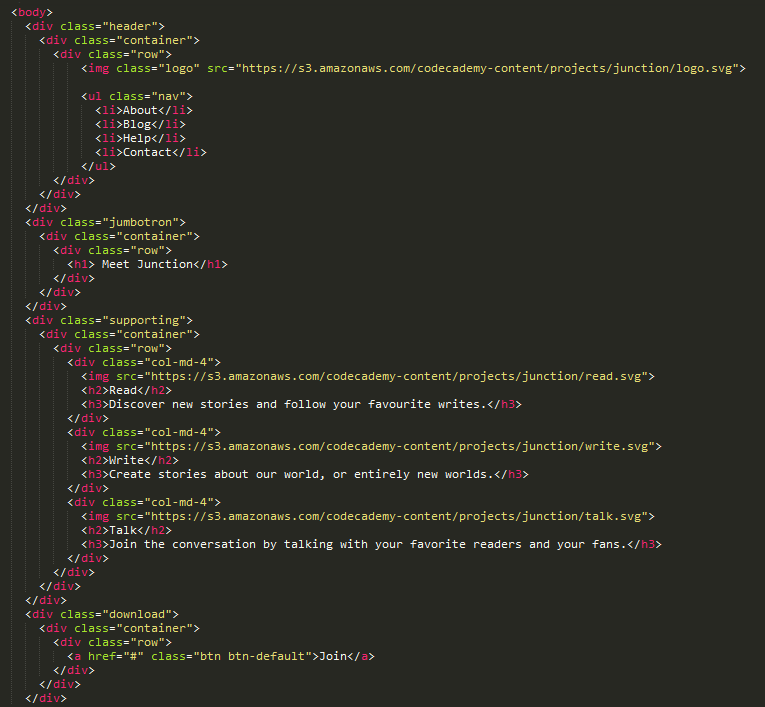 <body>
<div class="header">
<div class="container">
<div class="row">
<img class="logo" src="https://s3.amazonaws.com/codecademy-content/projects/junction/logo.svg">
<ul class="nav">
<li>About</li>
<li>Blog</li>
<li>Help</li>
<li>Contact</li>
</ul>
</div>
</div>
</div>
<div class="jumbotron">
<div class="container">
<div class="row">
<h1> Meet Junction</h1>
</div>
</div>
</div>
<div class="supporting">
<div class="container">
<div class="row">
<div class="col-md-4">
<img src="https://s3.amazonaws.com/codecademy-content/projects/junction/read.svg">
<h2>Read</h2>
<h3>Discover new stories and follow your favourite writes.</h3>
</div>
<div class="col-md-4">
<img src="https://s3.amazonaws.com/codecademy-content/projects/junction/write.svg">
<h2>Write</h2>
<h3>Create stories about our world, or entirely new worlds.</h3>
</div>
<div class="col-md-4">
<img src="https://s3.amazonaws.com/codecademy-content/projects/junction/talk.svg">
<h2>Talk</h2>
<h3>Join the conversation by talking with your favorite readers and your fans.</h3>
</div>
</div>
</div>
</div>
<div class="download">
<div class="container">
<div class="row">
<a href="#" class="btn btn-default">Join</a>
</div>
</div>
</div>